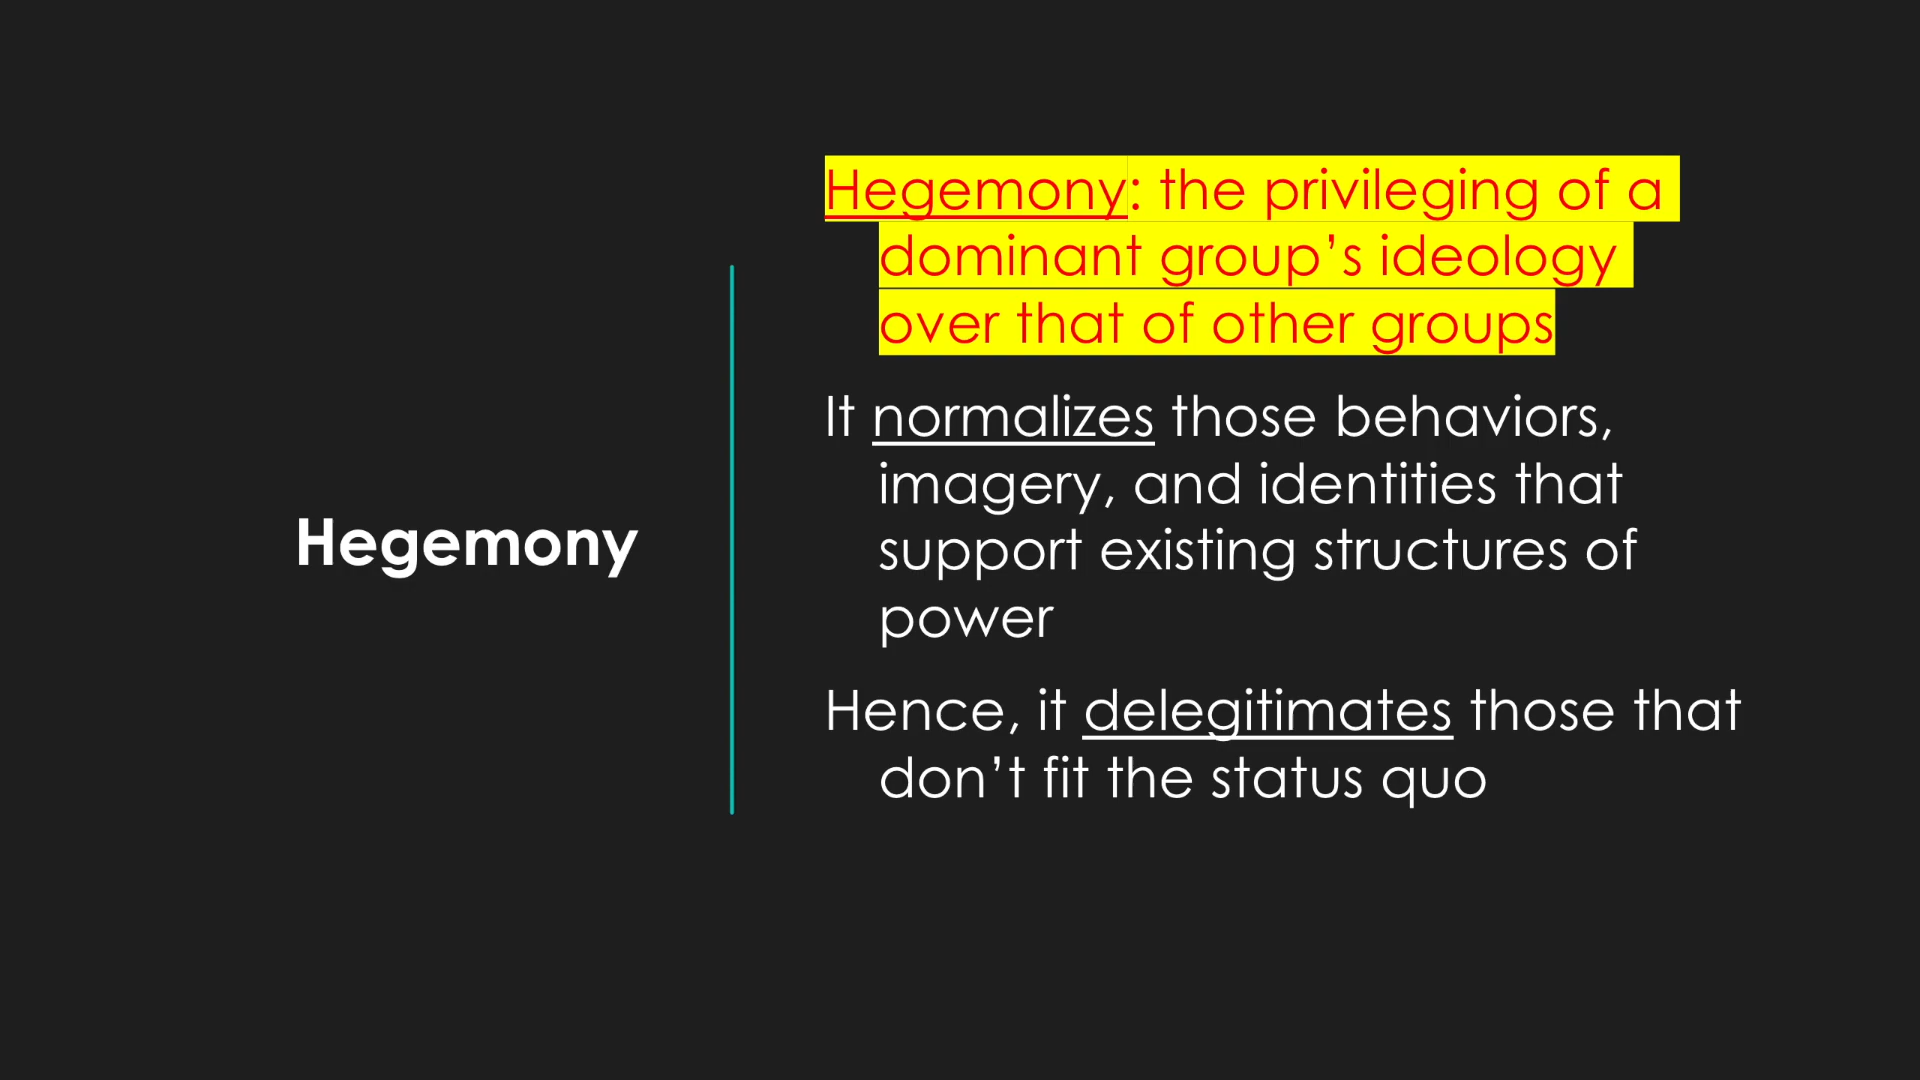 Hegemony
Hegemony: the privileging of a
dominant group’s ideology
over that of other groups
It normalizes those behaviors,
imagery, and identities that
support existing structures of
power
Hence, it delegitimates those that
don’t fit the status quo